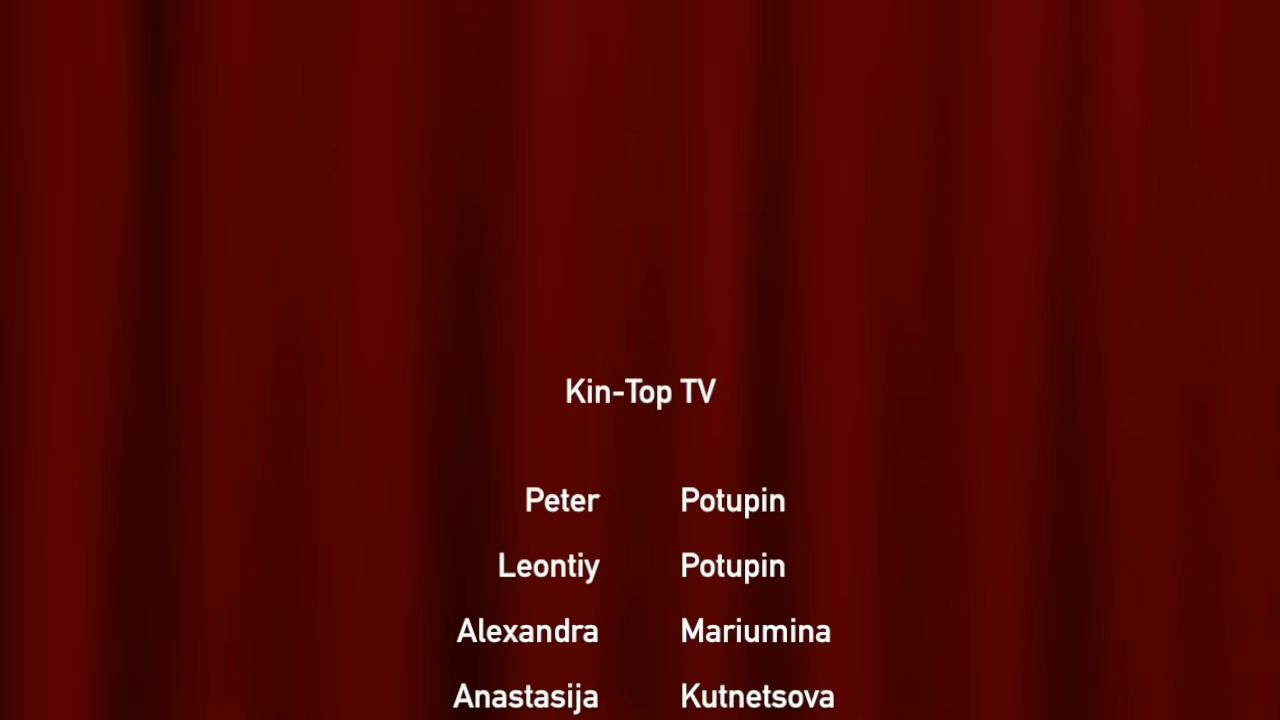 Kin-Top TV
Peter Potupin
Leontiy Potupin
Alexandra Mariumina
Anastasija Kutnetsova